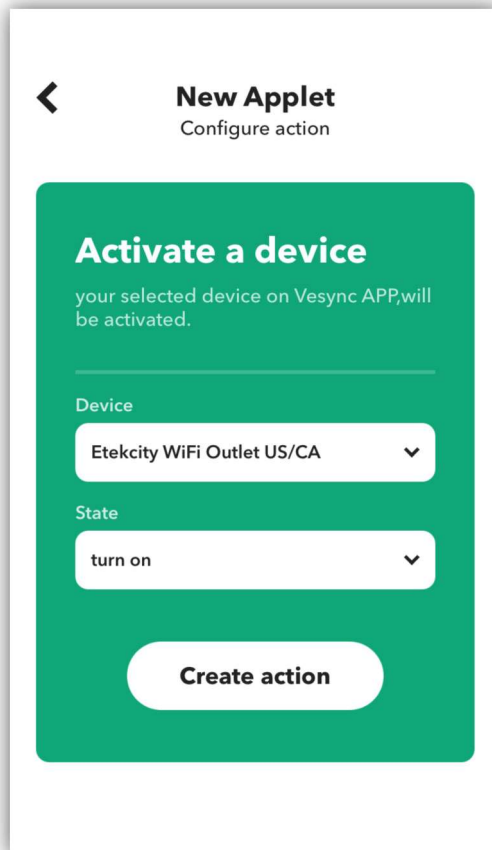 New Applet
Configure action
Activate a device
your selected device on Vesync APP,will
be activated.
Device
Etekcity WiFi Outlet US/CA
State
turn on
Create action